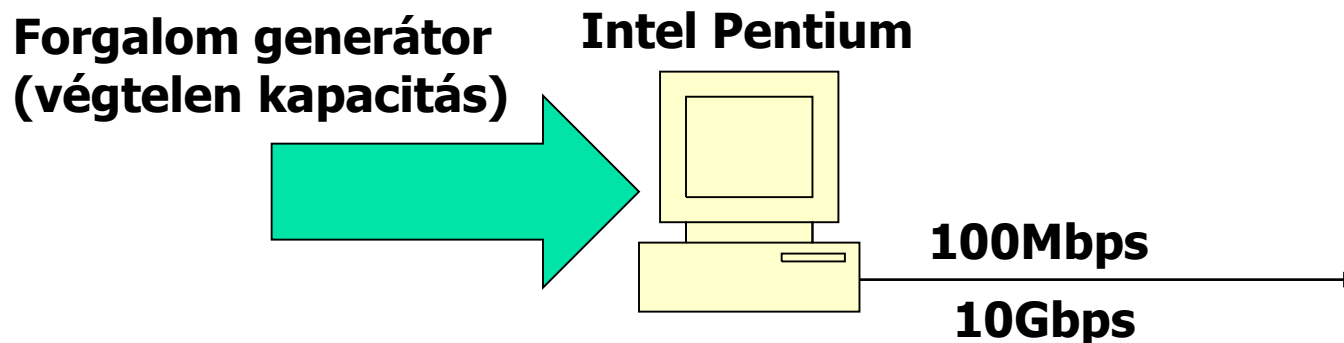 Forgalom generátor
(végtelen kapacitás)
Intel Pentium
100Mbps
10Gbps